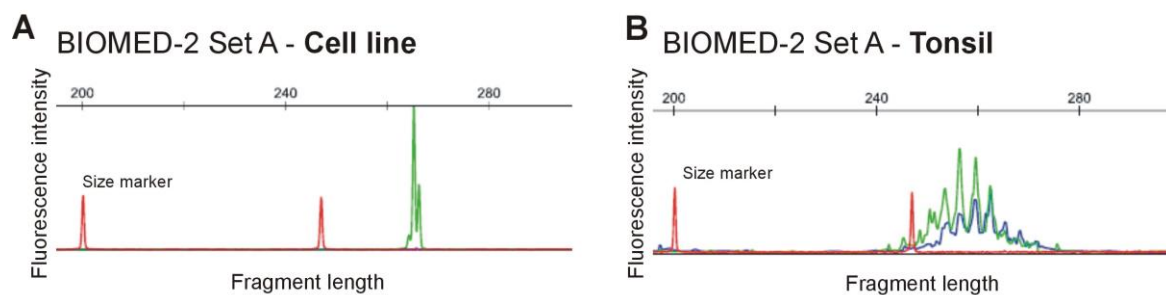 A
BIOMED-2 Set A - Cell line
Fluorescence intensity
200 240 280
Size marker
Fragment length
B
BIOMED-2 Set A - Tonsil
Fluorescence intensity
200 240 280
Size marker
Fragment length